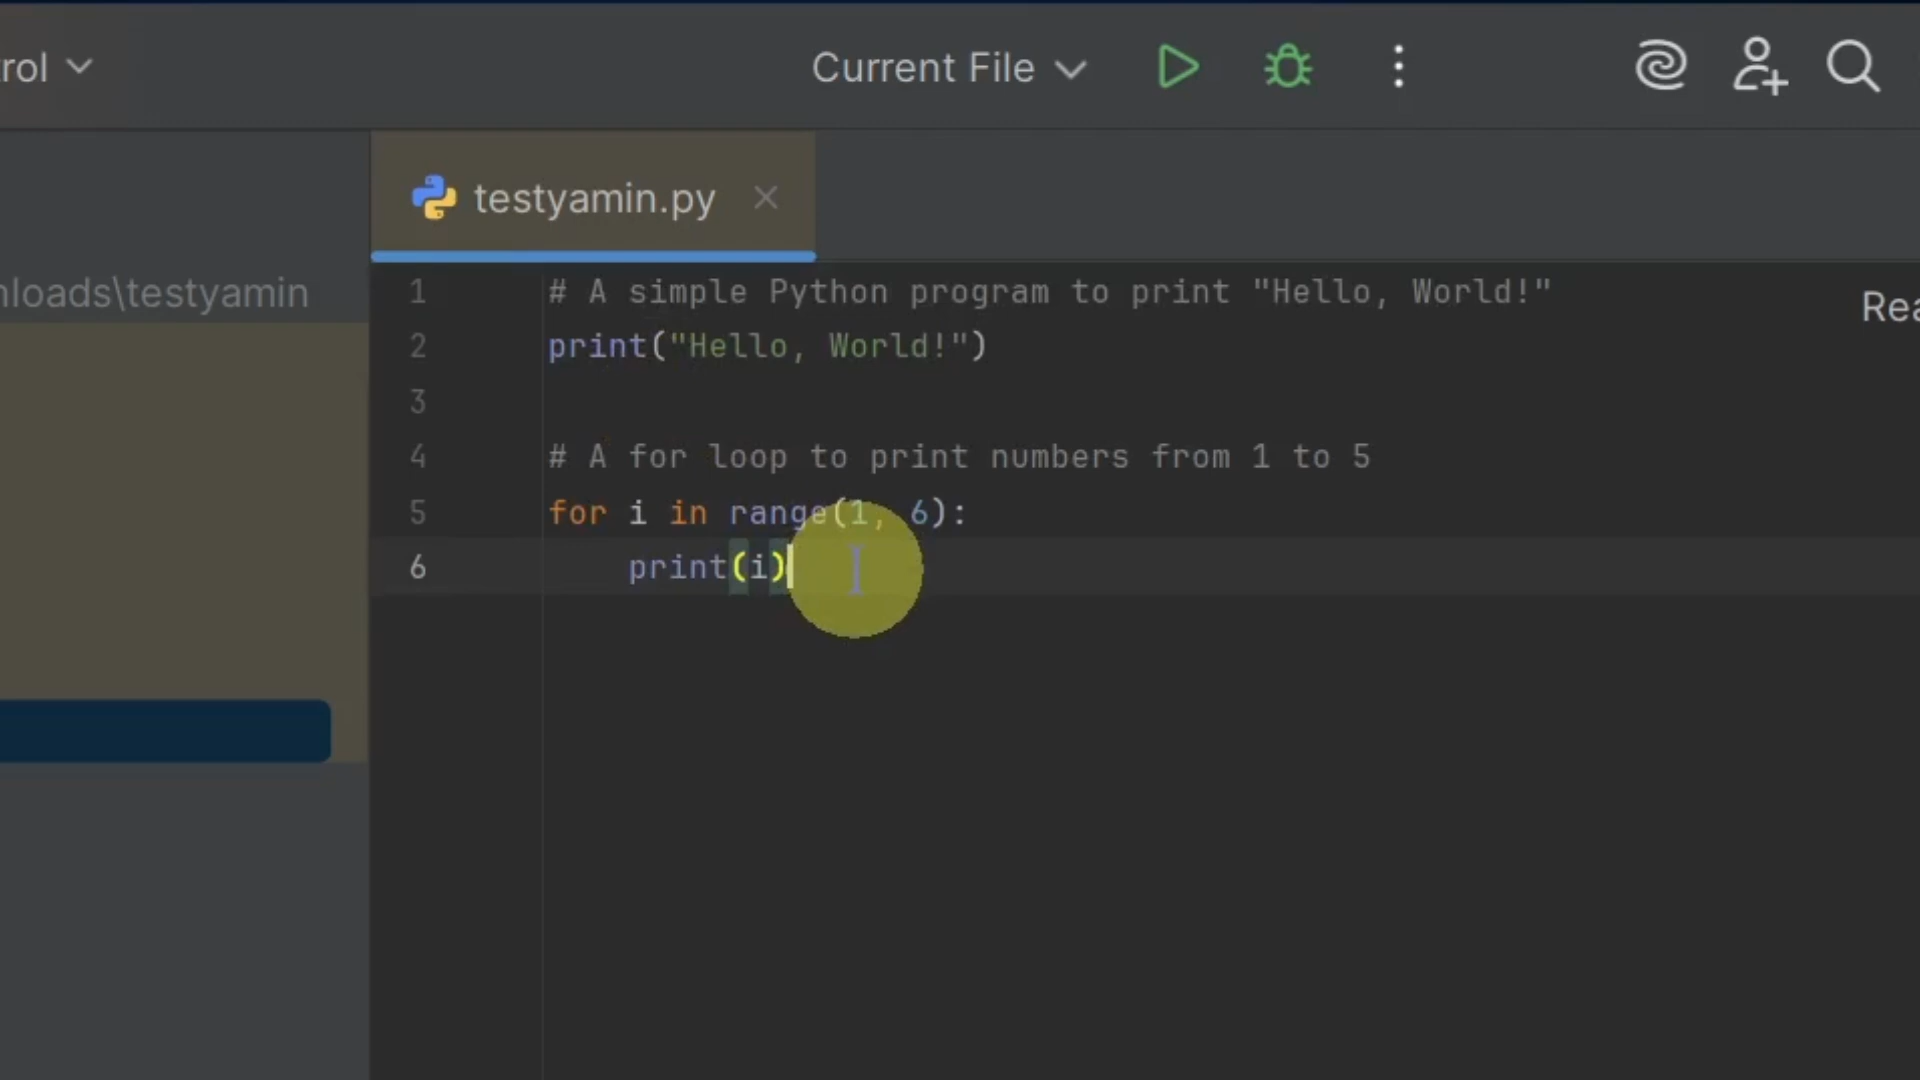 rol
Current File
testyamin.py
nloads\testyamin
1 # A simple Python program to print "Hello, World!"
Rea
2 print("Hello, World!")
3
4 # A for loop to print numbers from 1 to 5
5 for i in range(1, 6):
6     print(i)